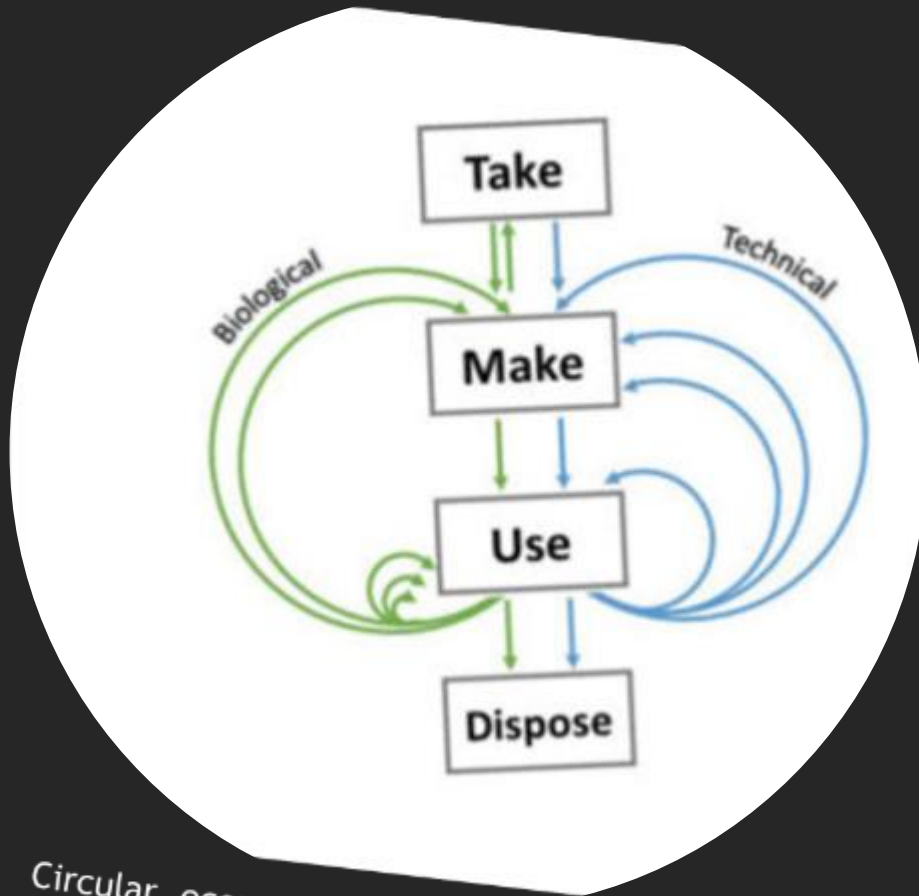 Take
Biological
Technical
Make
Use
Dispose
Circular